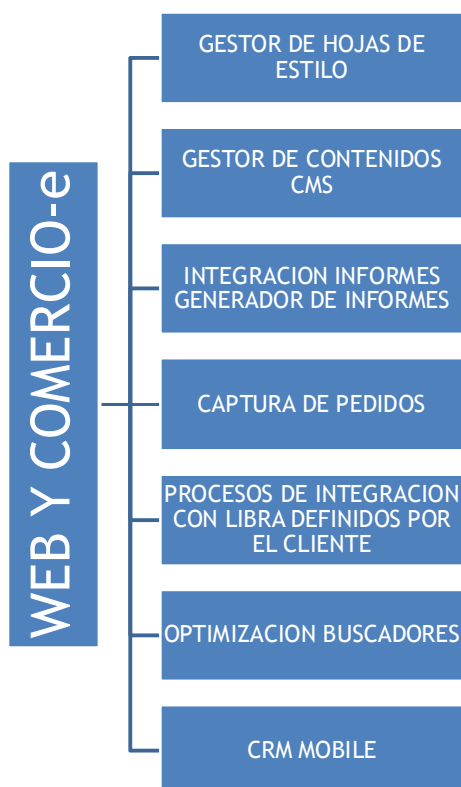 WEB Y COMERCIO-e
GESTOR DE HOJAS DE
ESTILO
GESTOR DE CONTENIDOS
CMS
INTEGRACION INFORMES
GENERADOR DE INFORMES
CAPTURA DE PEDIDOS
PROCESOS DE INTEGRACION
CON LIBRA DEFINIDOS POR
EL CLIENTE
OPTIMIZACION BUSCADORES
CRM MOBILE